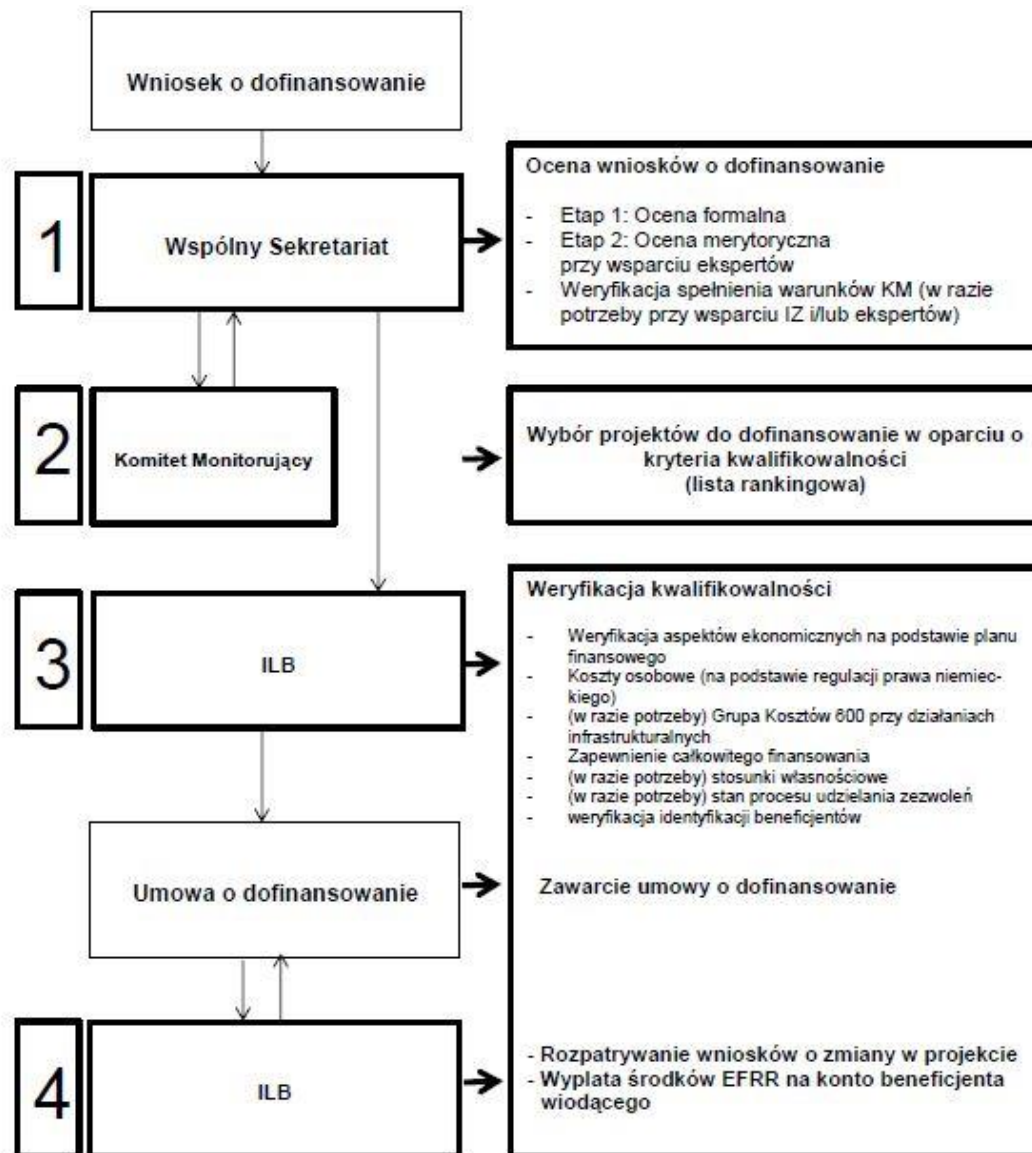 Wniosek o dofinansowanie
1
Wspólny Sekretariat
Ocena wniosków o dofinansowanie
- Etap 1: Ocena formalna
- Etap 2: Ocena merytoryczna
przy wsparciu ekspertów
- Weryfikacja spełnienia warunków KM (w razie
potrzeby przy wsparciu IZ i/lub ekspertów)
2
Komitet Monitorujący
Wybór projektów do dofinansowanie w oparciu o
kryteria kwalifikowalności
(lista rankingowa)
3
ILB
Weryfikacja kwalifikowalności
- Weryfikacja aspektów ekonomicznych na podstawie planu
finansowego
- Koszty osobowe (na podstawie regulacji prawa niemiec-
kiego)
- (w razie potrzeby) Grupa Kosztów 600 przy działaniach
infrastrukturalnych
- Zapewnienie całkowitego finansowania
- (w razie potrzeby) stosunki własnościowe
- (w razie potrzeby) stan procesu udzielania zezwoleń
- weryfikacja identyfikacji beneficjentów
Umowa o dofinansowanie
Zawarcie umowy o dofinansowanie
4
ILB
- Rozpatrywanie wniosków o zmiany w projekcie
- Wyplata środków EFRR na konto beneficjenta
wiodącego